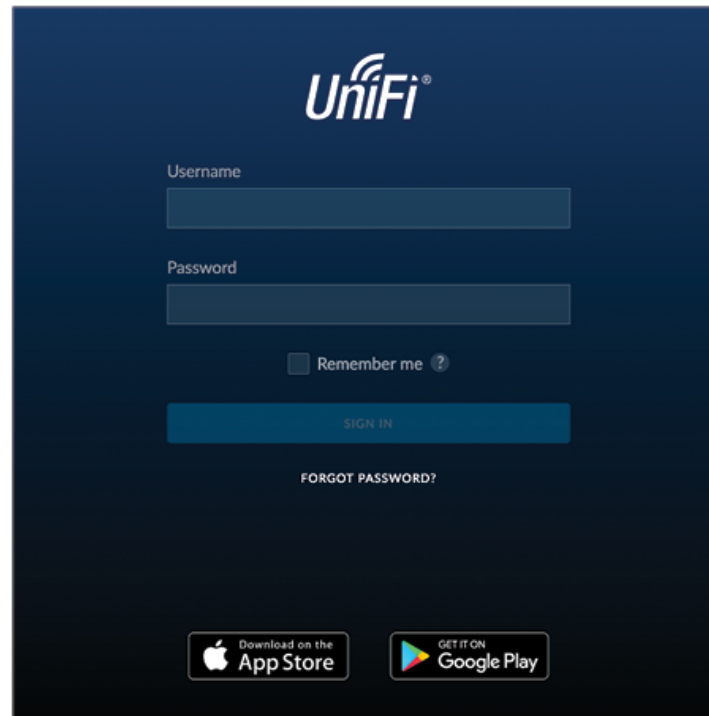 UniFi®
Username
Password
Remember me ?
SIGN IN
FORGOT PASSWORD?
Download on the
App Store
GET IT ON
Google Play